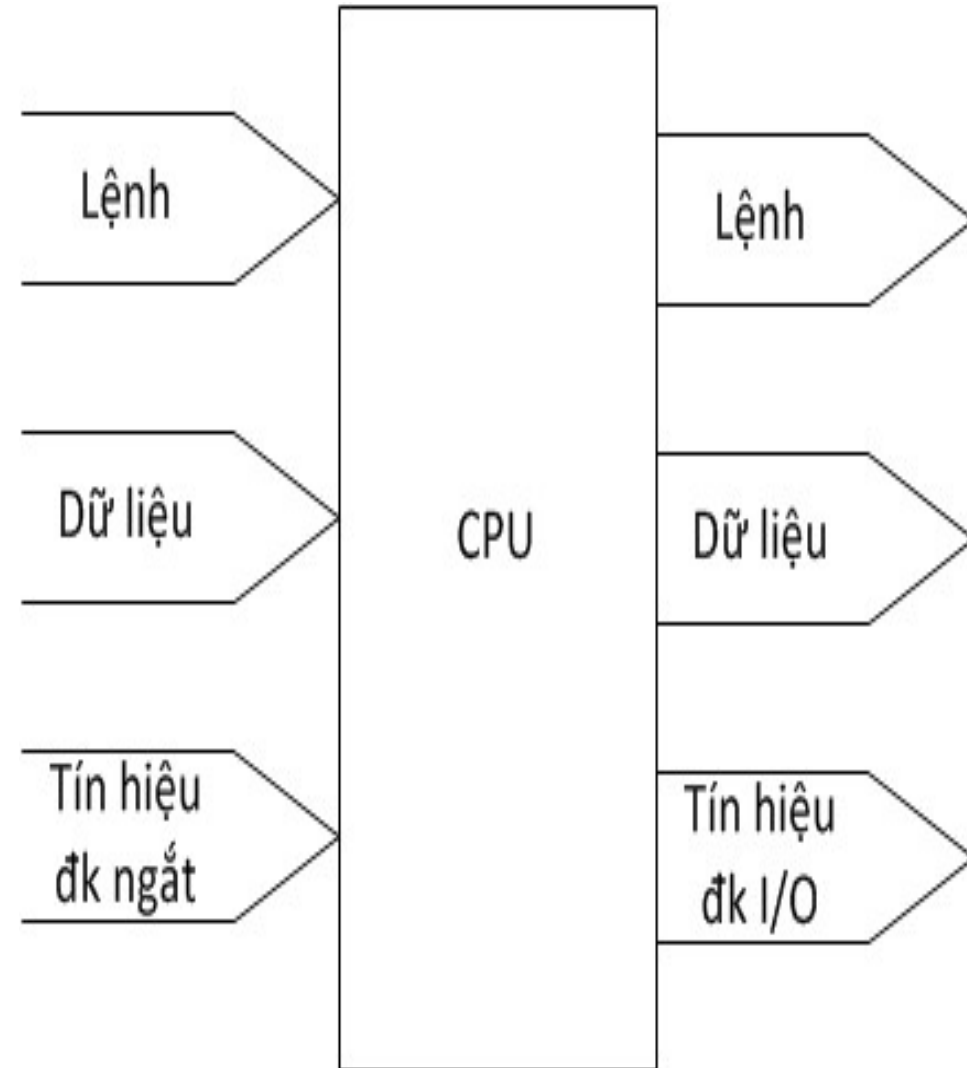 Lệnh
Dữ liệu
Tín hiệu
đk ngắt
CPU
Lệnh
Dữ liệu
Tín hiệu
đk I/O